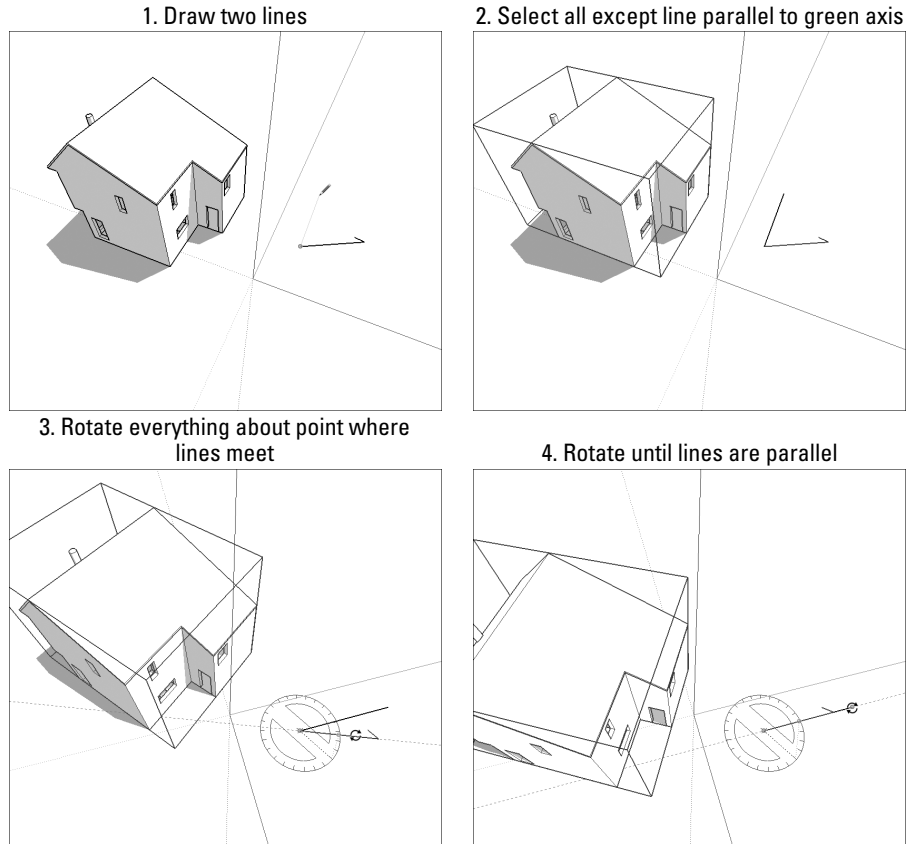 1. Draw two lines
2. Select all except line parallel to green axis
3. Rotate everything about point where
lines meet
4. Rotate until lines are parallel